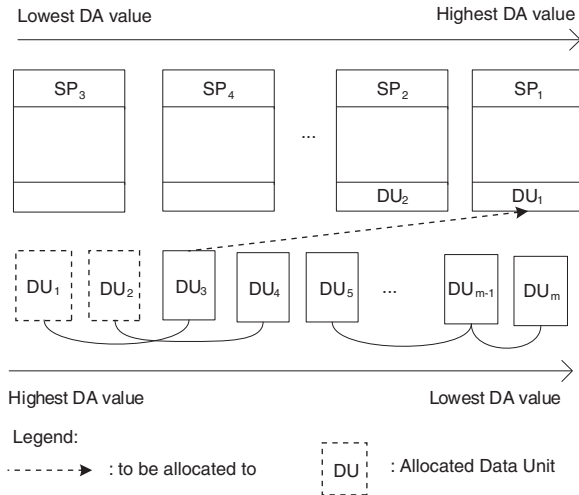 Lowest DA value Highest DA value
SP3 SP4 SP2 SP1
...
DU2 DU1
DU1 DU2 DU3 DU4 DU5 ... DUm-1 DUm
Highest DA value Lowest DA value
Legend:
: to be allocated to
DU : Allocated Data Unit